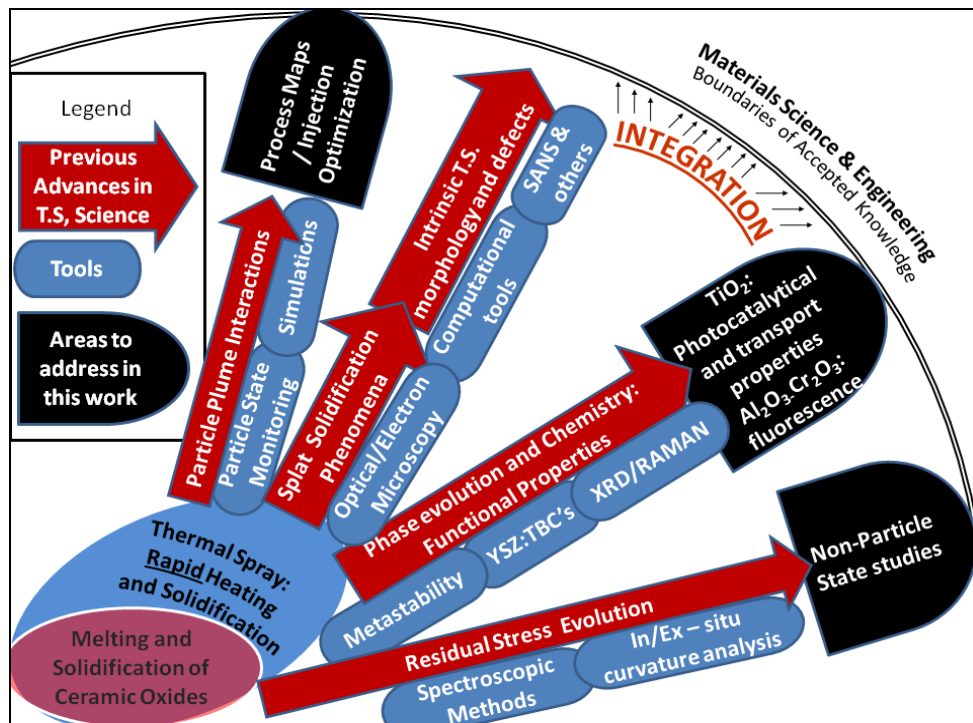 Legend
Previous
Advances in
T.S, Science
Tools
Areas to
address in
this work
Process Maps
/ Injection
Optimization
Particle Plume Interactions
Simulations
Particle State
Monitoring
Intrinsic T.S.
morphology and defects
SANS &
others
Computational
tools
Splat Solidification
Phenomena
Optical/Electron
Microscopy
INTEGRATION
Materials Science & Engineering
Boundaries of Accepted Knowledge
TiO₂:
Photocatalytical
and transport
properties
Al₂O₃-Cr₂O₃:
fluorescence
Phase evolution and Chemistry:
Functional Properties
XRD/RAMAN
YSZ:TBC's
Metastability
Non-Particle
State studies
Residual Stress Evolution
In/Ex – situ
curvature analysis
Spectroscopic
Methods
Thermal Spray:
Rapid Heating
and Solidification
Melting and
Solidification of
Ceramic Oxides